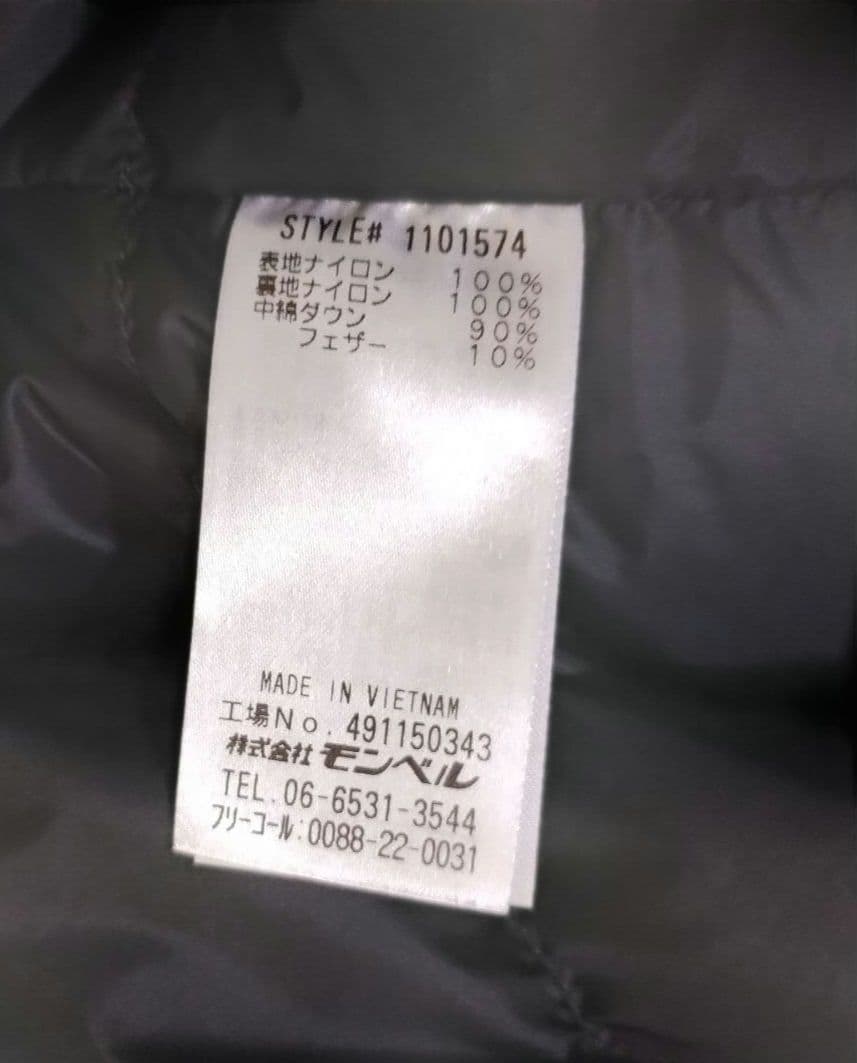 STYLE# 1101574
表地ナイロン 100%
裏地ナイロン 100%
中綿ダウン 90%
フェザー 10%
MADE IN VIETNAM
工場No. 491150343
株式会社 モンベル
TEL. 06-6531-3544
フリーコール:0088-22-0031